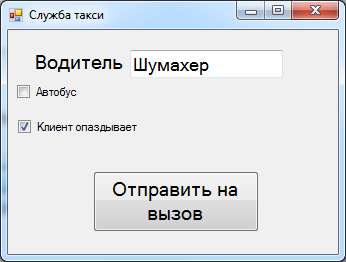 Служба такси
Водитель Шумахер
Автобус
Клиент опаздывает
Отправить на
вызов